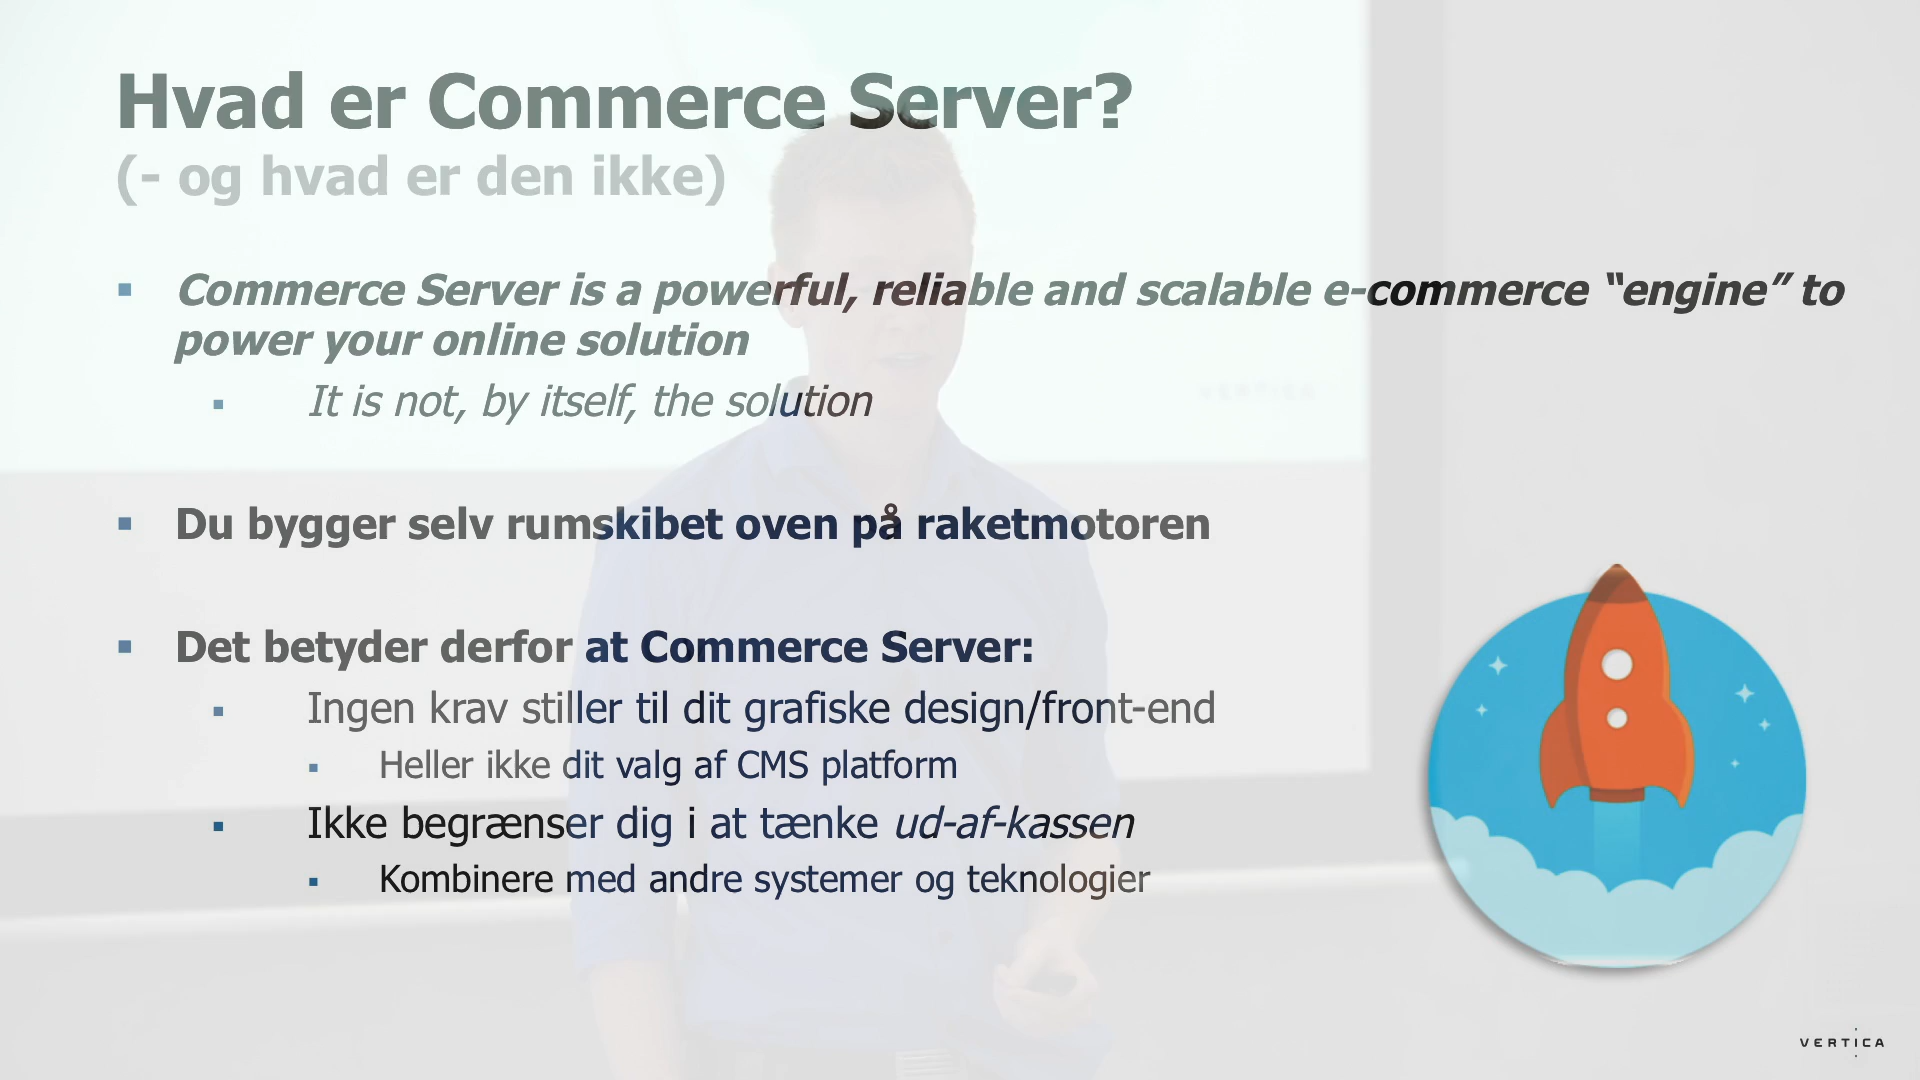 Hvad er Commerce Server?
(- og hvad er den ikke)
Commerce Server is a powerful, reliable and scalable e-commerce “engine” to
power your online solution
It is not, by itself, the solution
VERTICA
Du bygger selv rumskibet oven på raketmotoren
Det betyder derfor at Commerce Server:
Ingen krav stiller til dit grafiske design/front-end
Heller ikke dit valg af CMS platform
Ikke begrænser dig i at tænke ud-af-kassen
Kombinere med andre systemer og teknologier
VERTICA